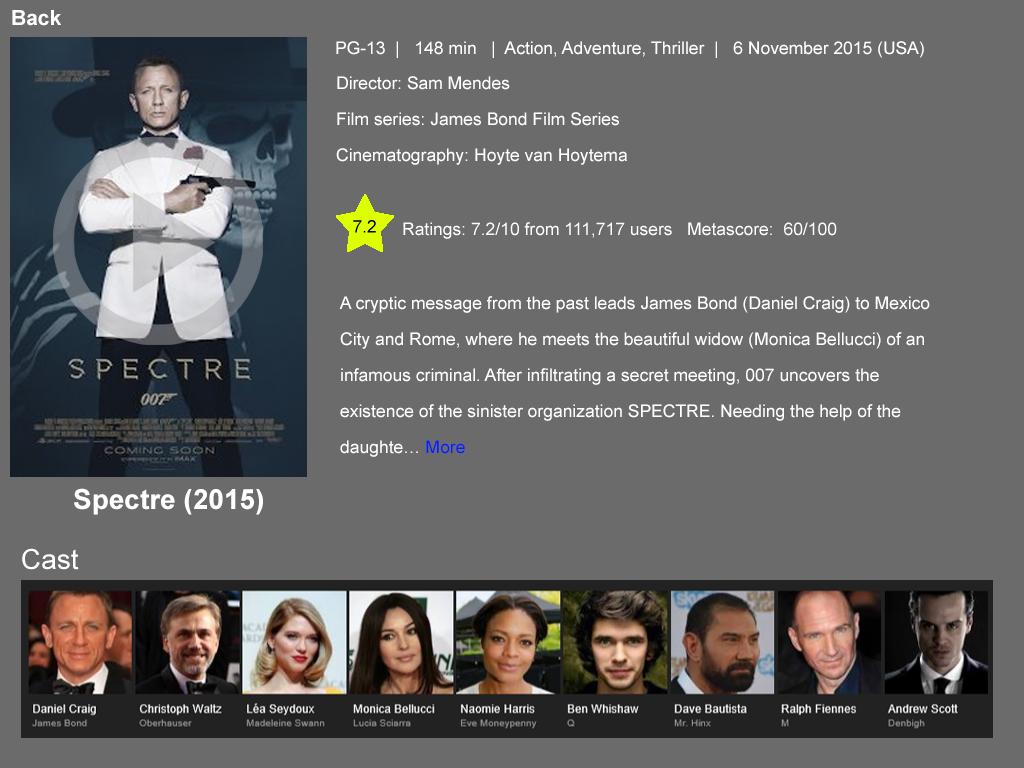 Back
PG-13 | 148 min | Action, Adventure, Thriller | 6 November 2015 (USA)
Director: Sam Mendes
Film series: James Bond Film Series
Cinematography: Hoyte van Hoytema
7.2
Ratings: 7.2/10 from 111,717 users Metascore: 60/100
A cryptic message from the past leads James Bond (Daniel Craig) to Mexico
City and Rome, where he meets the beautiful widow (Monica Bellucci) of an
infamous criminal. After infiltrating a secret meeting, 007 uncovers the
existence of the sinister organization SPECTRE. Needing the help of the
daughte… More
SPECTRE
007
COMING SOON
Spectre (2015)
Cast
Daniel Craig
James Bond
Christoph Waltz
Oberhauser
Léa Seydoux
Madeleine Swann
Monica Bellucci
Lucia Sciarra
Naomie Harris
Eve Moneypenny
Ben Whishaw
Q
Dave Bautista
Mr. Hinx
Ralph Fiennes
M
Andrew Scott
Denbigh